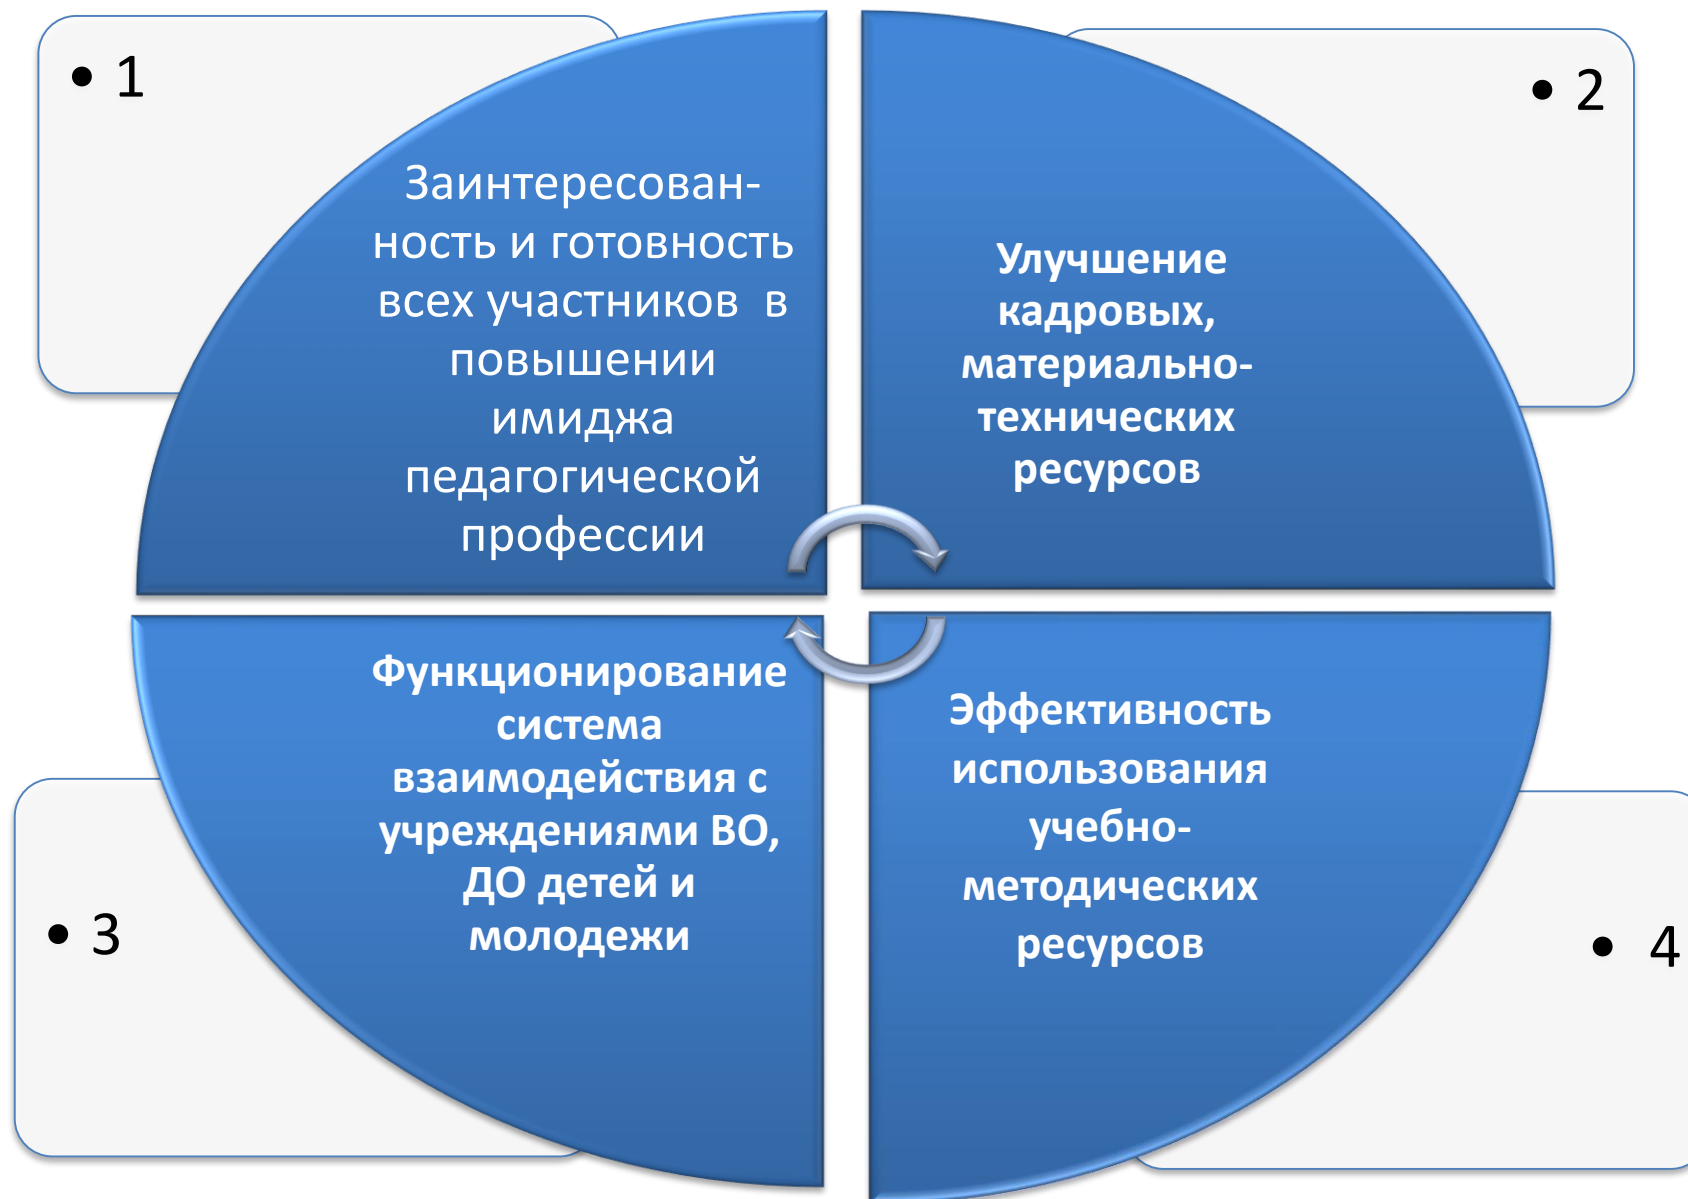 • 1
Заинтересован-
ность и готовность
всех участников в
повышении
имиджа
педагогической
профессии
• 2
Улучшение
кадровых,
материально-
технических
ресурсов
• 3
Функционирование
система
взаимодействия с
учреждениями ВО,
ДО детей и
молодежи
• 4
Эффективность
использования
учебно-
методических
ресурсов